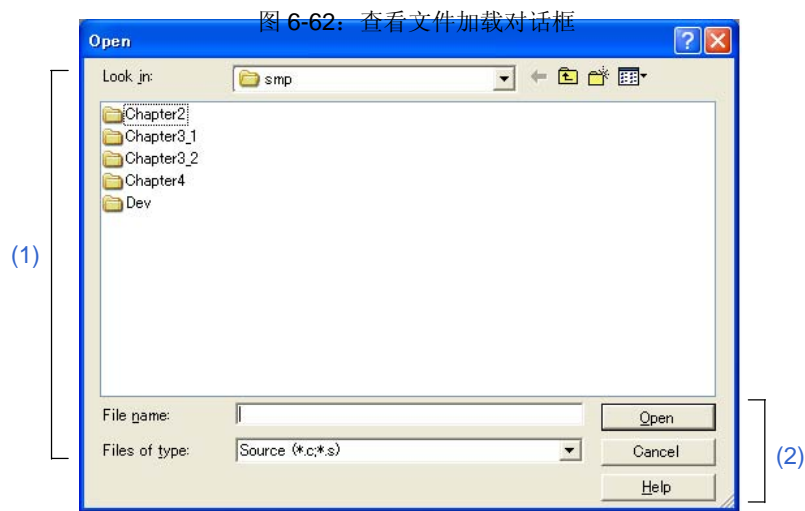 图 6-62：查看文件加载对话框
Open
Look in:
smp
Chapter2
Chapter3_1
Chapter3_2
Chapter4
Dev
(1)
File name:
Open
Files of type:
Source (*.c;*.s)
Cancel
(2)
Help